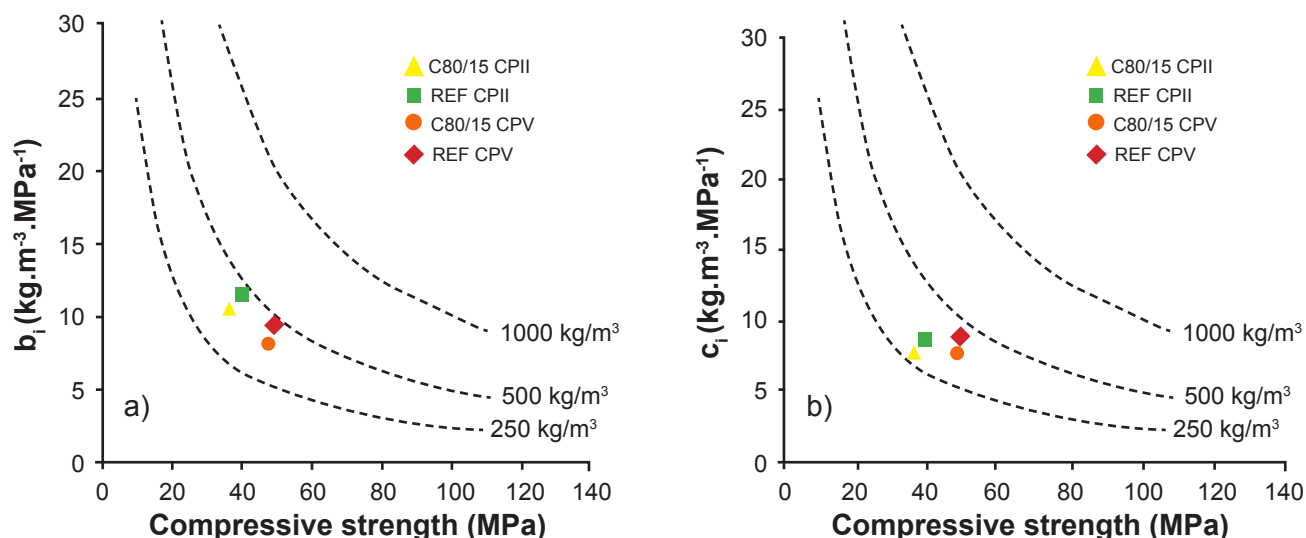 30
25
20
15
10
5
0
b_i (kg.m⁻³.MPa⁻¹)
C80/15 CPII
REF CPII
C80/15 CPV
REF CPV
1000 kg/m³
500 kg/m³
250 kg/m³
a)
0 20 40 60 80 100 120 140
Compressive strength (MPa)
30
25
20
15
10
5
0
c_i (kg.m⁻³.MPa⁻¹)
C80/15 CPII
REF CPII
C80/15 CPV
REF CPV
1000 kg/m³
500 kg/m³
250 kg/m³
b)
0 20 40 60 80 100 120 140
Compressive strength (MPa)